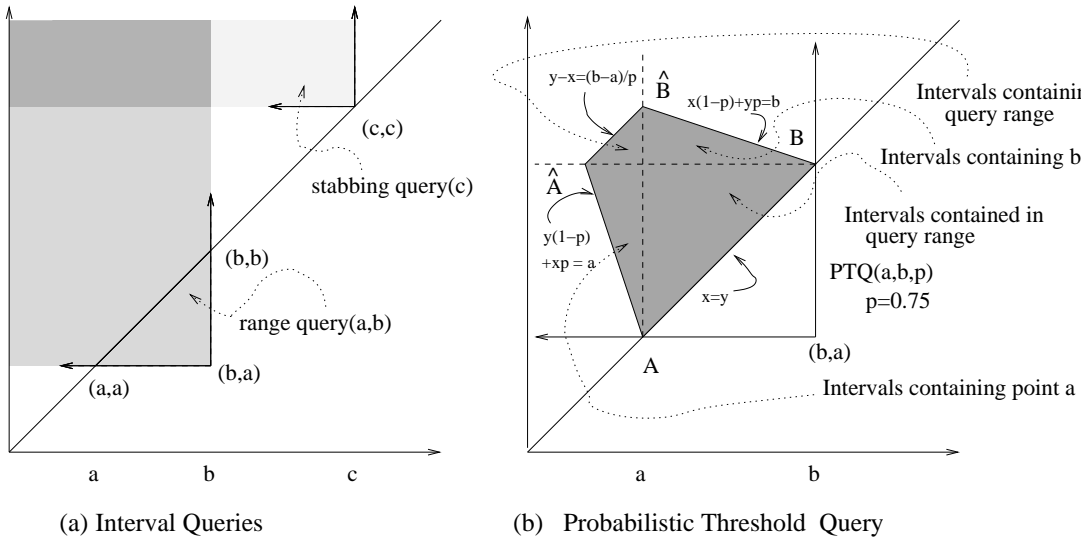 (c,c)
stabbing query(c)
(b,b)
range query(a,b)
(a,a)
(b,a)
a
b
c
(a) Interval Queries
y−x=(b−a)/p
B̂
x(1−p)+yp=b
B
Â
y(1−p)
+xp = a
x=y
A
(b,a)
PTQ(a,b,p)
p=0.75
Intervals containin
query range
Intervals containing b
Intervals contained in
query range
Intervals containing point a
a
b
(b) Probabilistic Threshold Query